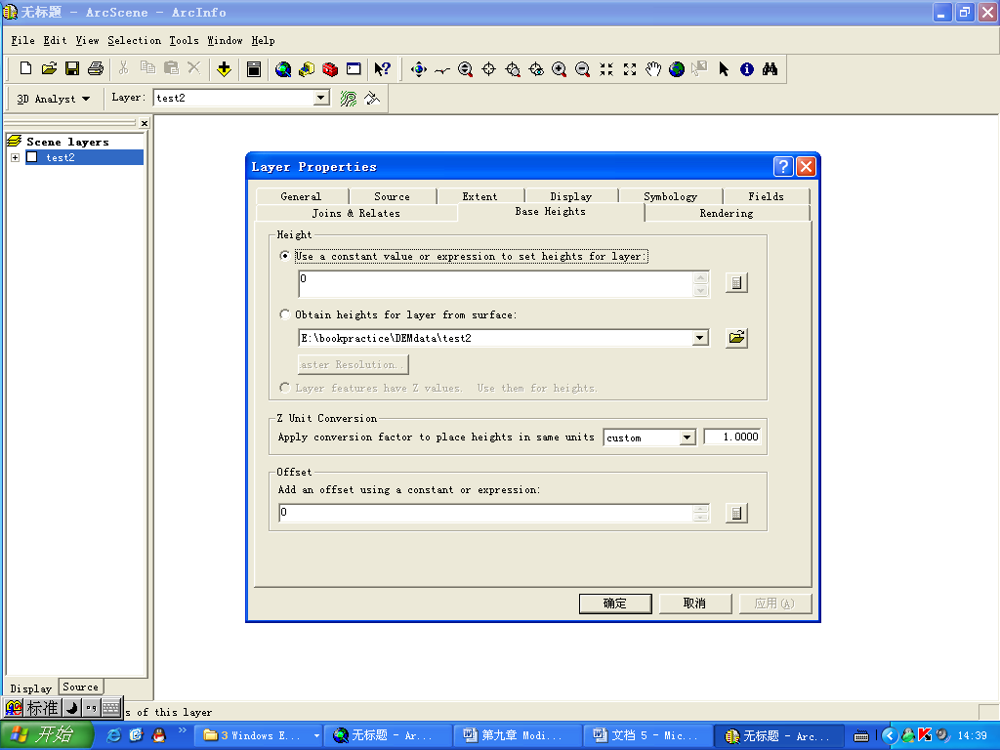 无标题 - ArcScene - ArcInfo
File Edit View Selection Tools Window Help
3D Analyst Layer: test2
Scene layers
test2
Layer Properties
General Source Extent Display Symbology Fields
Joins & Relates Base Heights Rendering
Height
Use a constant value or expression to set heights for layer:
0
Obtain heights for layer from surface:
E:\bookpractice\DEMdata\test2
aster Resolution..
Layer features have Z values. Use them for heights.
Z Unit Conversion
Apply conversion factor to place heights in same units custom 1.0000
Offset
Add an offset using a constant or expression:
0
确定 取消 应用(A)
Display Source
标准 s of this layer
开始 3 Windows E... 无标题 - Ar... 第九章 Modi... 文档 5 - Mic... 无标题 - Arc... 14:39